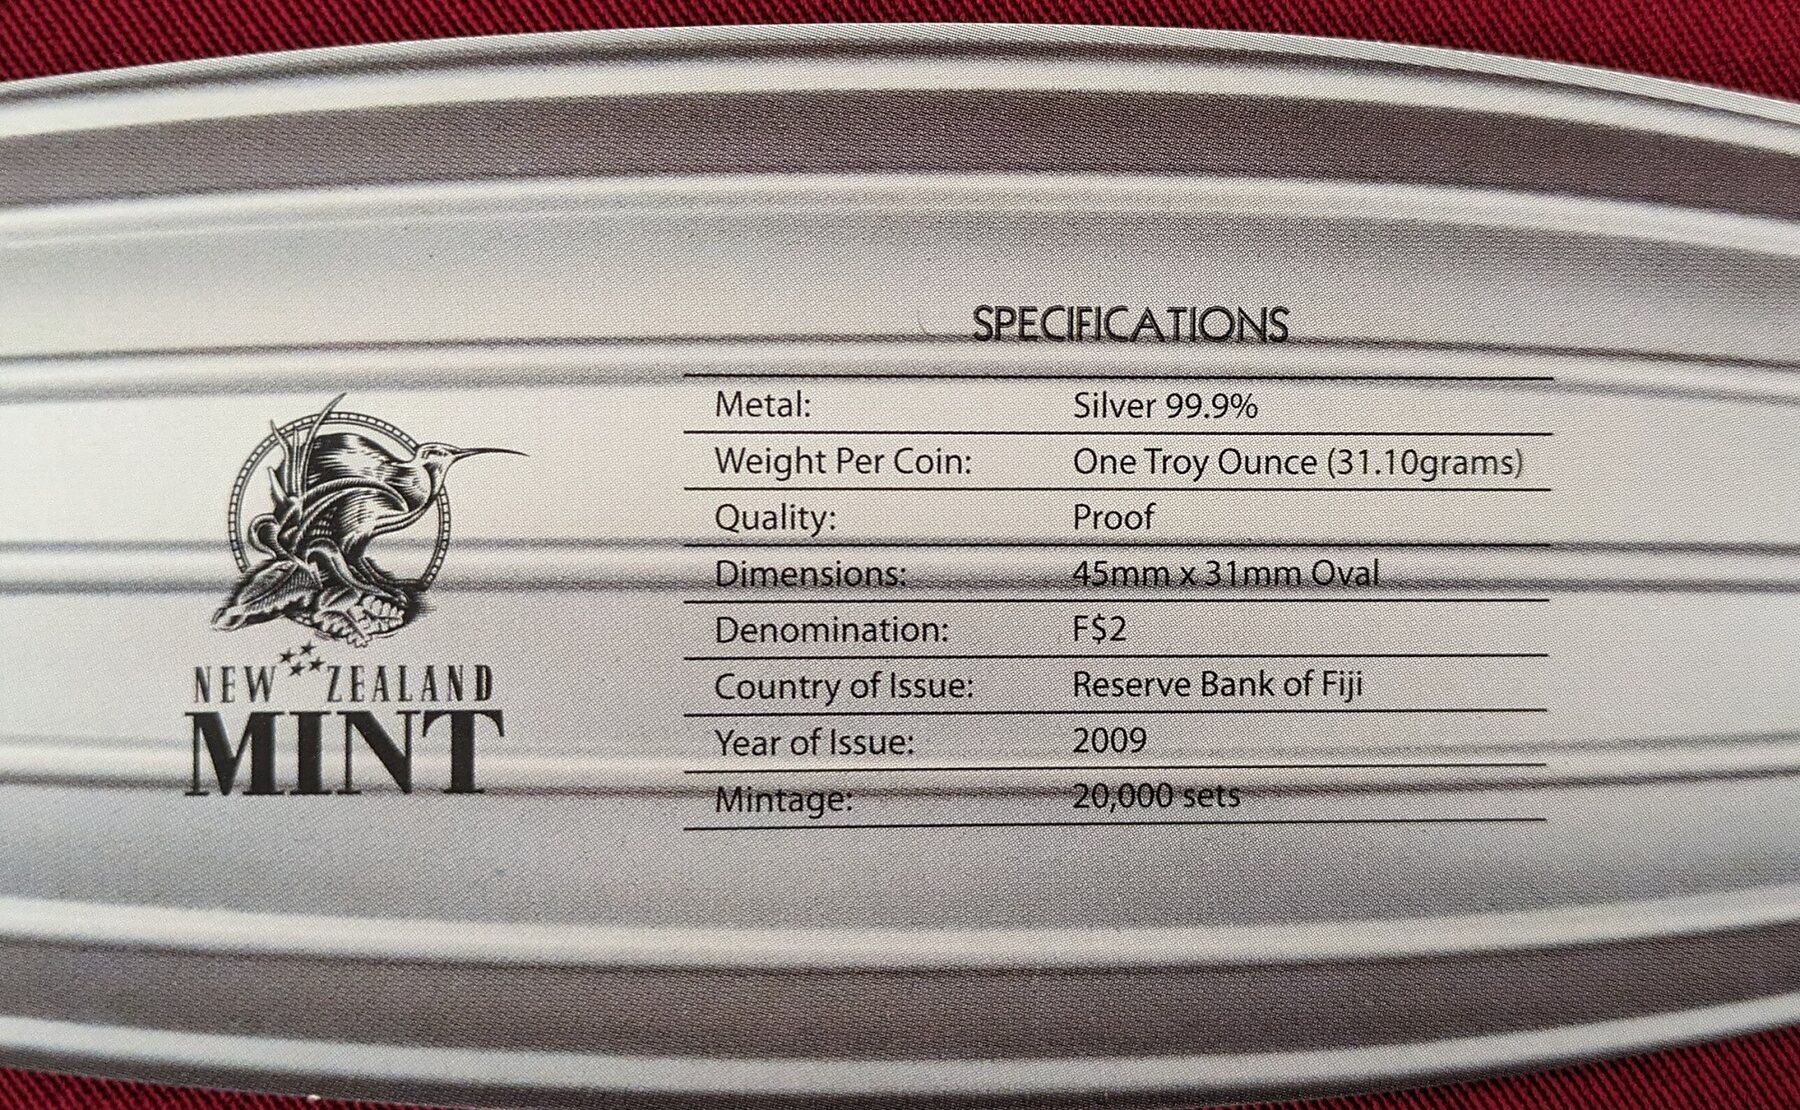 SPECIFICATIONS
Metal: Silver 99.9%
Weight Per Coin: One Troy Ounce (31.10grams)
Quality: Proof
Dimensions: 45mm x 31mm Oval
Denomination: F$2
Country of Issue: Reserve Bank of Fiji
Year of Issue: 2009
Mintage: 20,000 sets
NEW ZEALAND
MINT